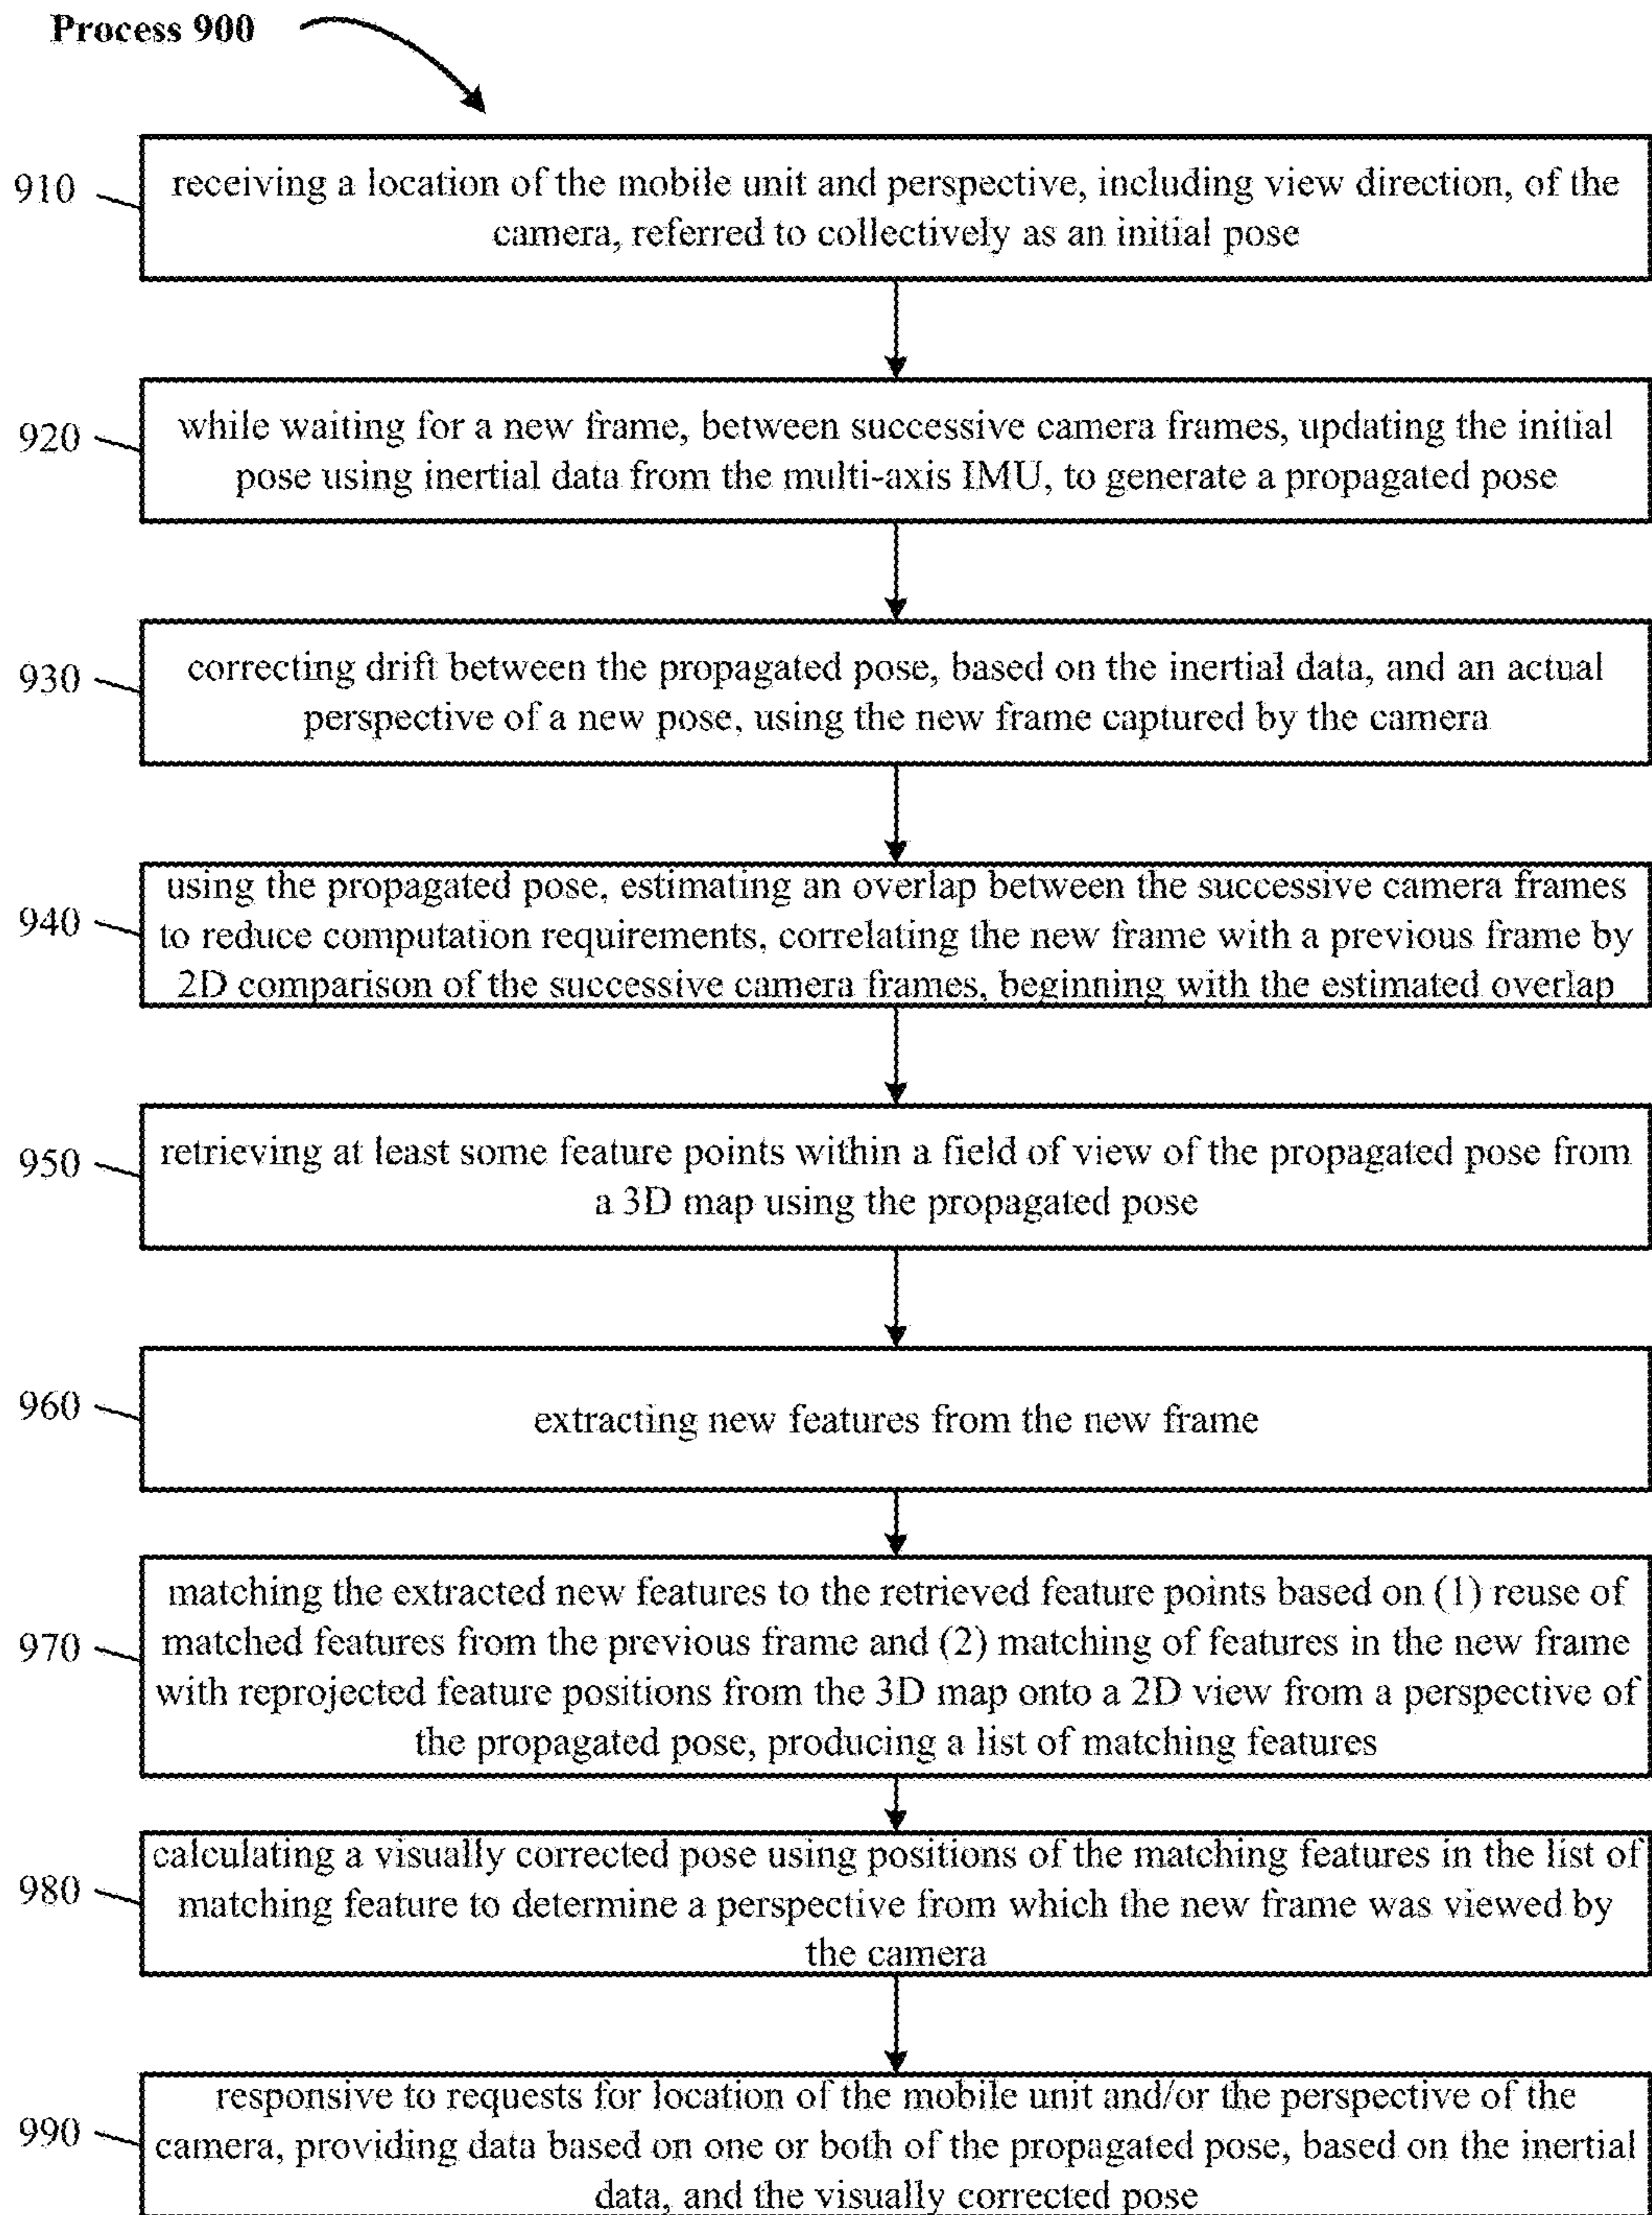 Process 900
910
receiving a location of the mobile unit and perspective, including view direction, of the
camera, referred to collectively as an initial pose
920
while waiting for a new frame, between successive camera frames, updating the initial
pose using inertial data from the multi-axis IMU, to generate a propagated pose
930
correcting drift between the propagated pose, based on the inertial data, and an actual
perspective of a new pose, using the new frame captured by the camera
940
using the propagated pose, estimating an overlap between the successive camera frames
to reduce computation requirements, correlating the new frame with a previous frame by
2D comparison of the successive camera frames, beginning with the estimated overlap
950
retrieving at least some feature points within a field of view of the propagated pose from
a 3D map using the propagated pose
960
extracting new features from the new frame
970
matching the extracted new features to the retrieved feature points based on (1) reuse of
matched features from the previous frame and (2) matching of features in the new frame
with reprojected feature positions from the 3D map onto a 2D view from a perspective of
the propagated pose, producing a list of matching features
980
calculating a visually corrected pose using positions of the matching features in the list of
matching feature to determine a perspective from which the new frame was viewed by
the camera
990
responsive to requests for location of the mobile unit and/or the perspective of the
camera, providing data based on one or both of the propagated pose, based on the inertial
data, and the visually corrected pose